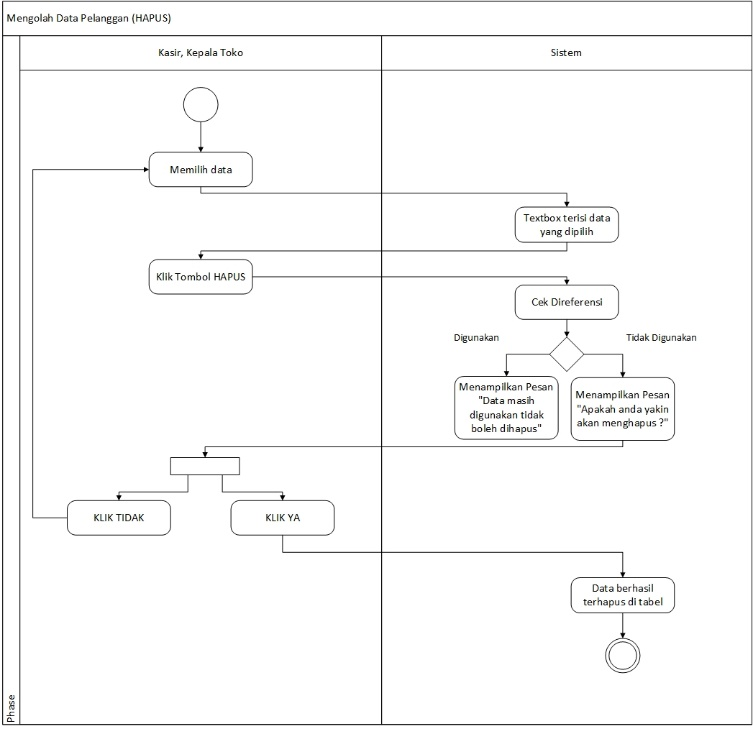 Mengolah Data Pelanggan (HAPUS)
Kasir, Kepala Toko
Sistem
Memilih data
Textbox terisi data
yang dipilih
Klik Tombol HAPUS
Cek Direferensi
Digunakan
Tidak Digunakan
Menampilkan Pesan
"Data masih
digunakan tidak
boleh dihapus"
Menampilkan Pesan
"Apakah anda yakin
akan menghapus ?"
KLIK TIDAK
KLIK YA
Data berhasil
terhapus di tabel
Phase